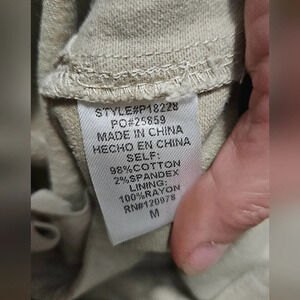 STYLE#P18228
PO#25859
MADE IN CHINA
HECHO EN CHINA
SELF:
98%COTTON
2%SPANDEX
LINING:
100%RAYON
RN#120978
M